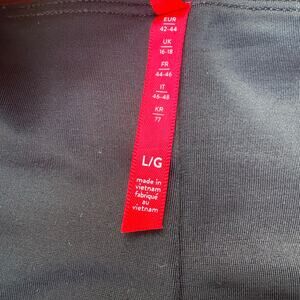 EUR
42-44
UK
16-18
FR
44-46
IT
46-48
KR
77
L/G
made in
vietnam
fabriqué
au
vietnam